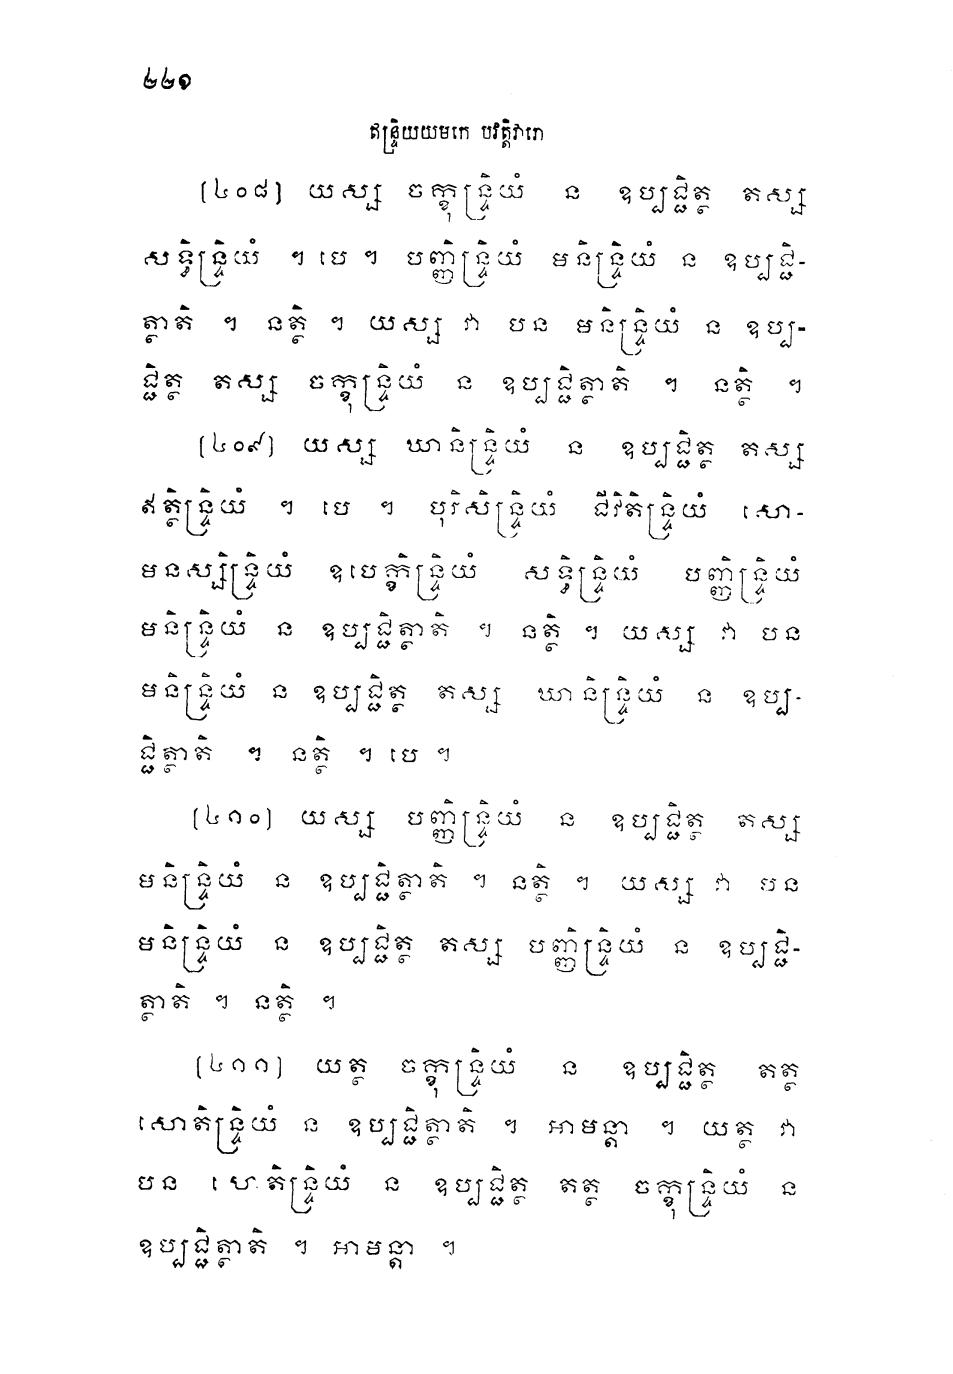 ២២១
ឥន្ទ្រិយយមកេ បវត្តិវារោ
[៤០៨] យស្ស ចក្ខុន្ទ្រិយំ ន ឧប្បជ្ជិត្ថ តស្ស
សទ្ធិន្ទ្រិយំ ។ បេ ។ បញ្ញិន្ទ្រិយំ មនិន្ទ្រិយំ ន ឧប្បជ្ជិ-
ត្ថាតិ ។ នត្ថិ ។ យស្ស វា បន មនិន្ទ្រិយំ ន ឧប្ប-
ជ្ជិត្ថ តស្ស ចក្ខុន្ទ្រិយំ ន ឧប្បជ្ជិត្ថាតិ ។ នត្ថិ ។
[៤០៩] យស្ស ឃានិន្ទ្រិយំ ន ឧប្បជ្ជិត្ថ តស្ស
ឥត្ថិន្ទ្រិយំ ។ បេ ។ បុរិសិន្ទ្រិយំ ជីវិតិន្ទ្រិយំ សោ-
មនស្សិន្ទ្រិយំ ឧបេក្ខិន្ទ្រិយំ សទ្ធិន្ទ្រិយំ បញ្ញិន្ទ្រិយំ
មនិន្ទ្រិយំ ន ឧប្បជ្ជិត្ថាតិ ។ នត្ថិ ។ យស្ស វា បន
មនិន្ទ្រិយំ ន ឧប្បជ្ជិត្ថ តស្ស ឃានិន្ទ្រិយំ ន ឧប្ប-
ជ្ជិត្ថាតិ ។ នត្ថិ ។ បេ ។
[៤១០] យស្ស បញ្ញិន្ទ្រិយំ ន ឧប្បជ្ជិត្ថ តស្ស
មនិន្ទ្រិយំ ន ឧប្បជ្ជិត្ថាតិ ។ នត្ថិ ។ យស្ស វា បន
មនិន្ទ្រិយំ ន ឧប្បជ្ជិត្ថ តស្ស បញ្ញិន្ទ្រិយំ ន ឧប្បជ្ជិ-
ត្ថាតិ ។ នត្ថិ ។
[៤១១] យត្ថ ចក្ខុន្ទ្រិយំ ន ឧប្បជ្ជិត្ថ តត្ថ
សោតិន្ទ្រិយំ ន ឧប្បជ្ជិត្ថាតិ ។ អាមន្តា ។ យត្ថ វា
បន សោតិន្ទ្រិយំ ន ឧប្បជ្ជិត្ថ តត្ថ ចក្ខុន្ទ្រិយំ ន
ឧប្បជ្ជិត្ថាតិ ។ អាមន្តា ។